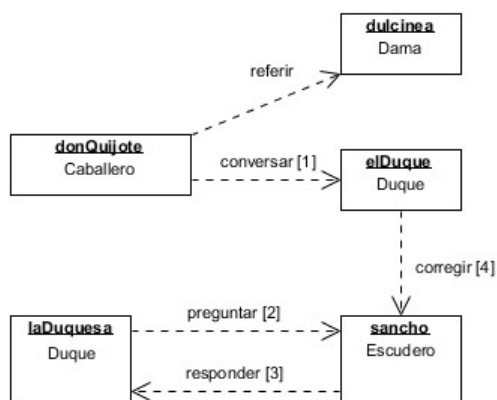 dulcinea
Dama
referir
donQuijote
Caballero
conversar [1]
elDuque
Duque
corregir [4]
laDuquesa
Duque
preguntar [2]
responder [3]
sancho
Escudero